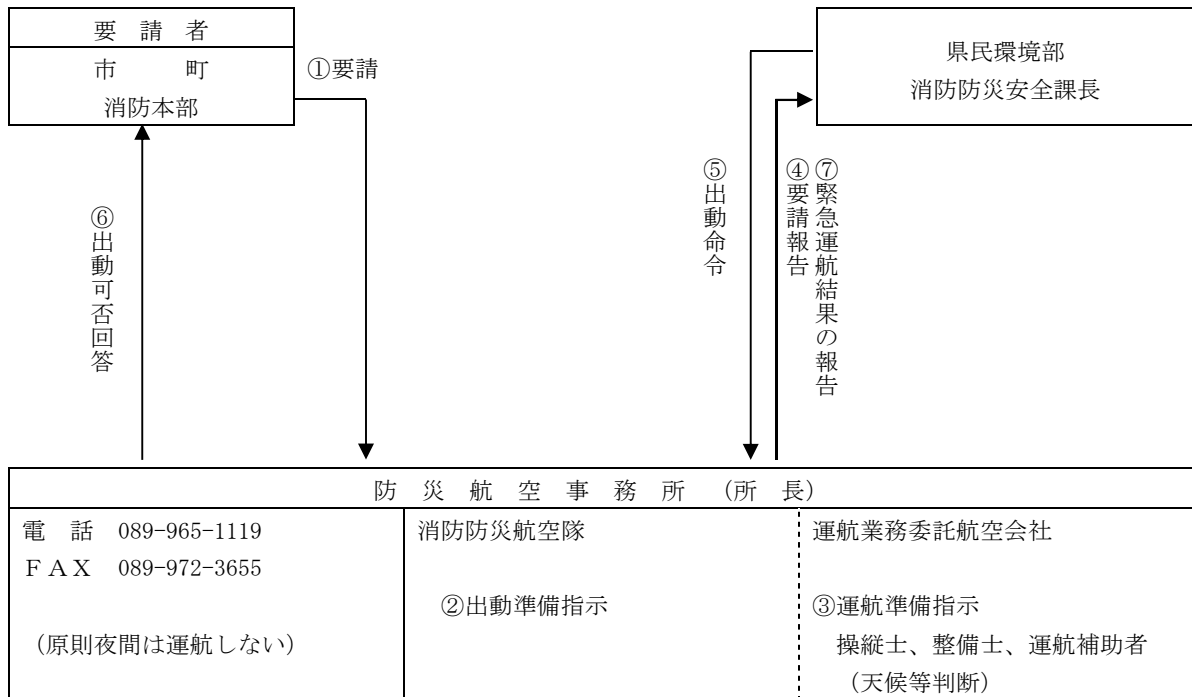 要請者
市町
消防本部
①要請
県民環境部
消防防災安全課長
⑥出動可否回答
⑤出動命令
④要請報告
⑦緊急運航結果の報告
防災航空事務所（所長）
電話 089-965-1119
ＦＡＸ 089-972-3655
（原則夜間は運航しない）
消防防災航空隊
②出動準備指示
運航業務委託航空会社
③運航準備指示
操縦士、整備士、運航補助者
（天候等判断）